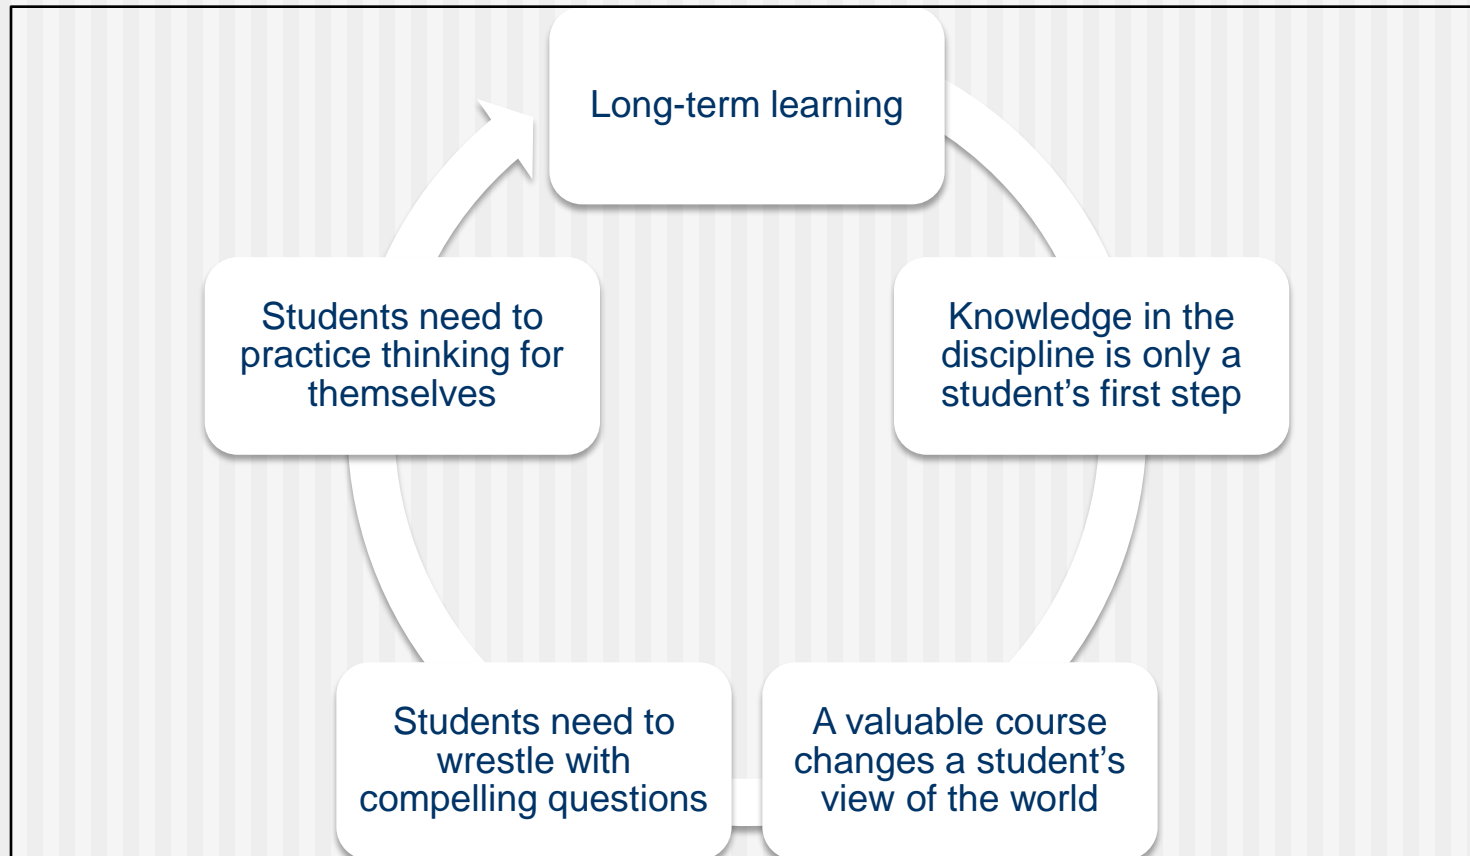 Long-term learning
Knowledge in the
discipline is only a
student’s first step
A valuable course
changes a student’s
view of the world
Students need to
wrestle with
compelling questions
Students need to
practice thinking for
themselves